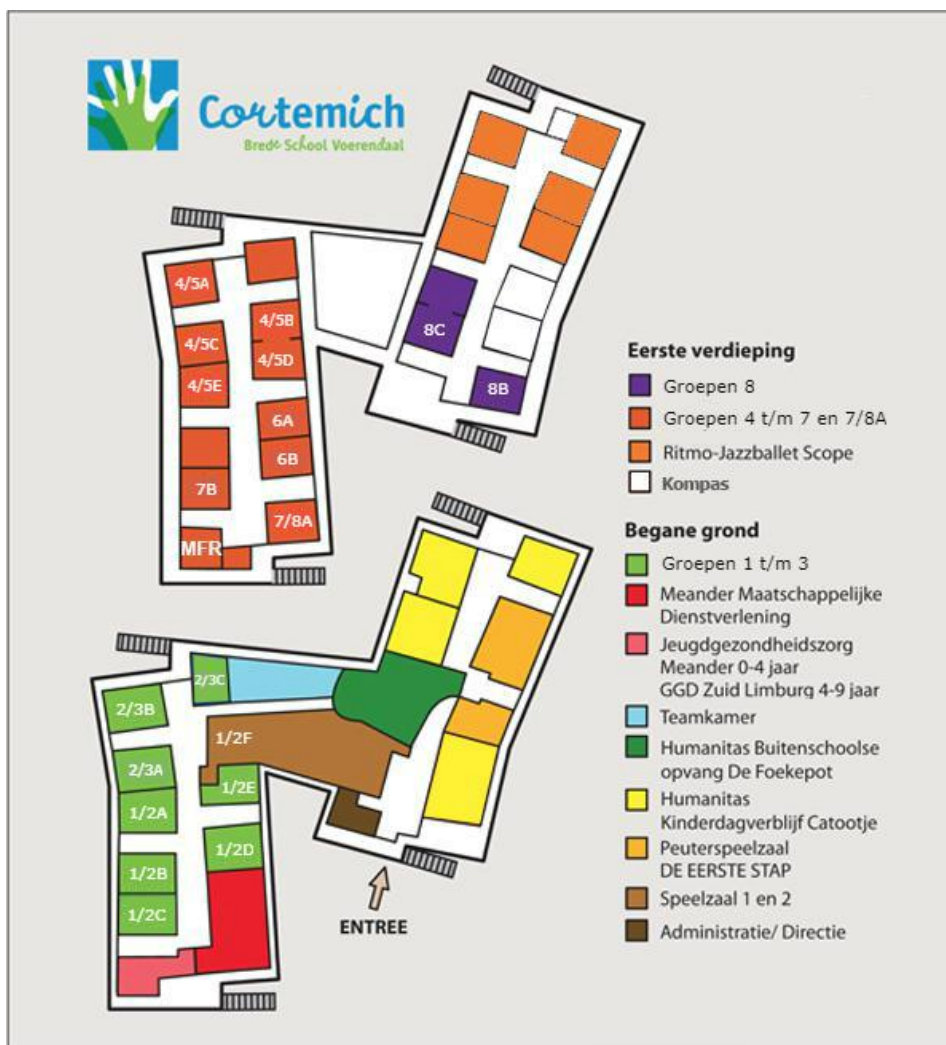 Cortemich
Brede School Voerendaal
4/5A
4/5B
4/5C
4/5D
4/5E
6A
6B
7B
7/8A
MFR
8C
8B
Eerste verdieping
Groepen 8
Groepen 4 t/m 7 en 7/8A
Ritmo-Jazzballet Scope
Kompas
Begane grond
Groepen 1 t/m 3
Meander Maatschappelijke
Dienstverlening
Jeugdgezondheidszorg
Meander 0-4 jaar
GGD Zuid Limburg 4-9 jaar
Teamkamer
Humanitas Buitenschoolse
opvang De Foekepot
Humanitas
Kinderdagverblijf Catootje
Peuterspeelzaal
DE EERSTE STAP
Speelzaal 1 en 2
Administratie/ Directie
2/3C
2/3B
1/2F
2/3A
1/2E
1/2A
1/2D
1/2B
1/2C
ENTREE